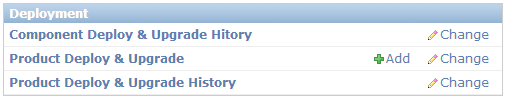 Deployment
Component Deploy & Upgrade Hitory Change
Product Deploy & Upgrade Add Change
Product Deploy & Upgrade History Change